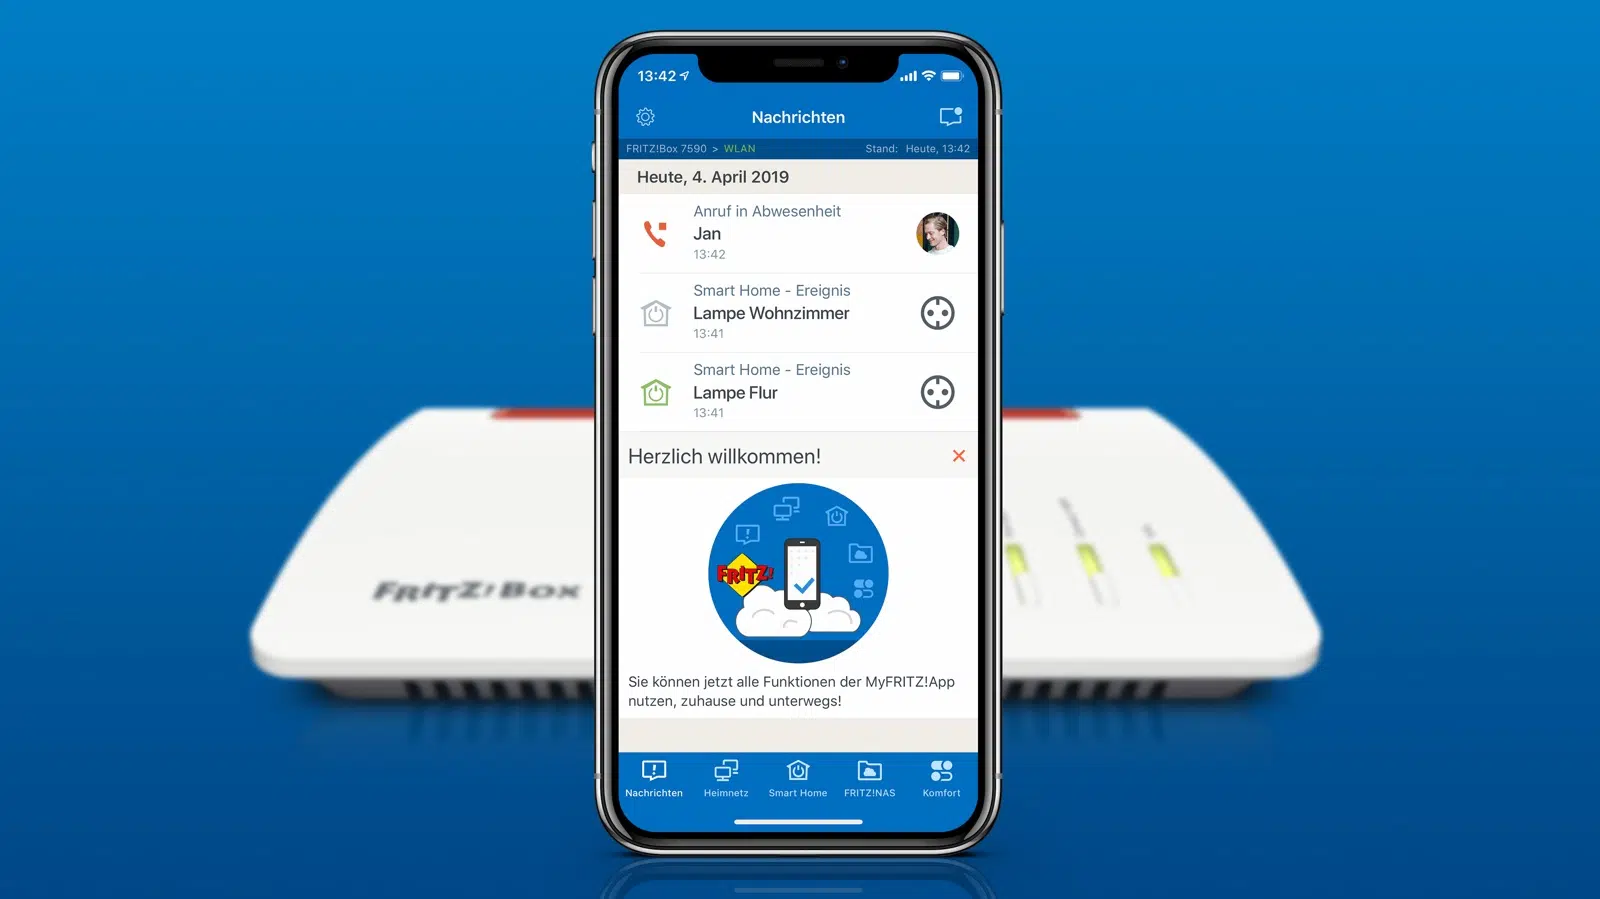 13:42
Nachrichten
FRITZ!Box 7590 > WLAN
Stand: Heute, 13:42
Heute, 4. April 2019
Anruf in Abwesenheit
Jan
13:42
Smart Home - Ereignis
Lampe Wohnzimmer
13:41
Smart Home - Ereignis
Lampe Flur
13:41
Herzlich willkommen!
FRITZ!
Sie können jetzt alle Funktionen der MyFRITZ!App
nutzen, zuhause und unterwegs!
Nachrichten
Heimnetz
Smart Home
FRITZ!NAS
Komfort
FRITZ!Box